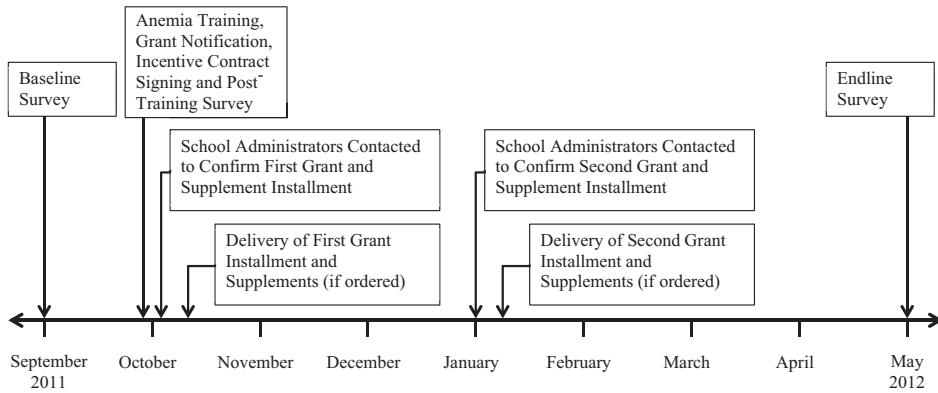 Anemia Training,
Grant Notification,
Incentive Contract
Signing and Post-
Training Survey
Baseline
Survey
Endline
Survey
School Administrators Contacted
to Confirm First Grant and
Supplement Installment
School Administrators Contacted
to Confirm Second Grant and
Supplement Installment
Delivery of First Grant
Installment and
Supplements (if ordered)
Delivery of Second Grant
Installment and
Supplements (if ordered)
September
2011
October
November
December
January
February
March
April
May
2012